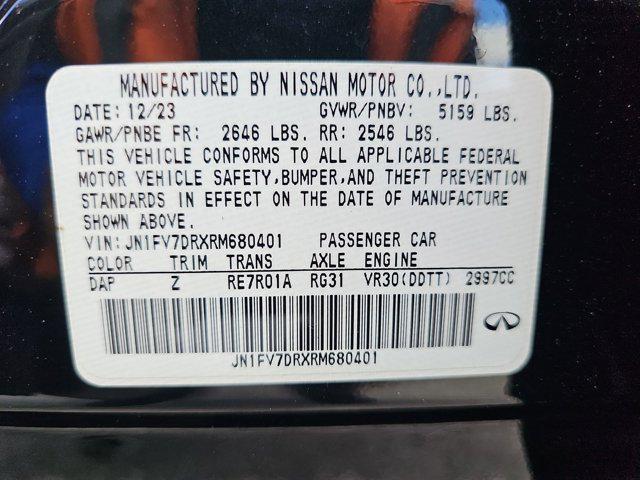 MANUFACTURED BY NISSAN MOTOR CO.,LTD.
DATE: 12/23 GVWR/PNBV: 5159 LBS.
GAWR/PNBE FR: 2646 LBS. RR: 2546 LBS.
THIS VEHICLE CONFORMS TO ALL APPLICABLE FEDERAL
MOTOR VEHICLE SAFETY,BUMPER,AND THEFT PREVENTION
STANDARDS IN EFFECT ON THE DATE OF MANUFACTURE
SHOWN ABOVE.
VIN: JN1FV7DRXRM680401 PASSENGER CAR
COLOR TRIM TRANS AXLE ENGINE
DAP Z RE7R01A RG31 VR30(DDTT) 2997CC
JN1FV7DRXRM680401